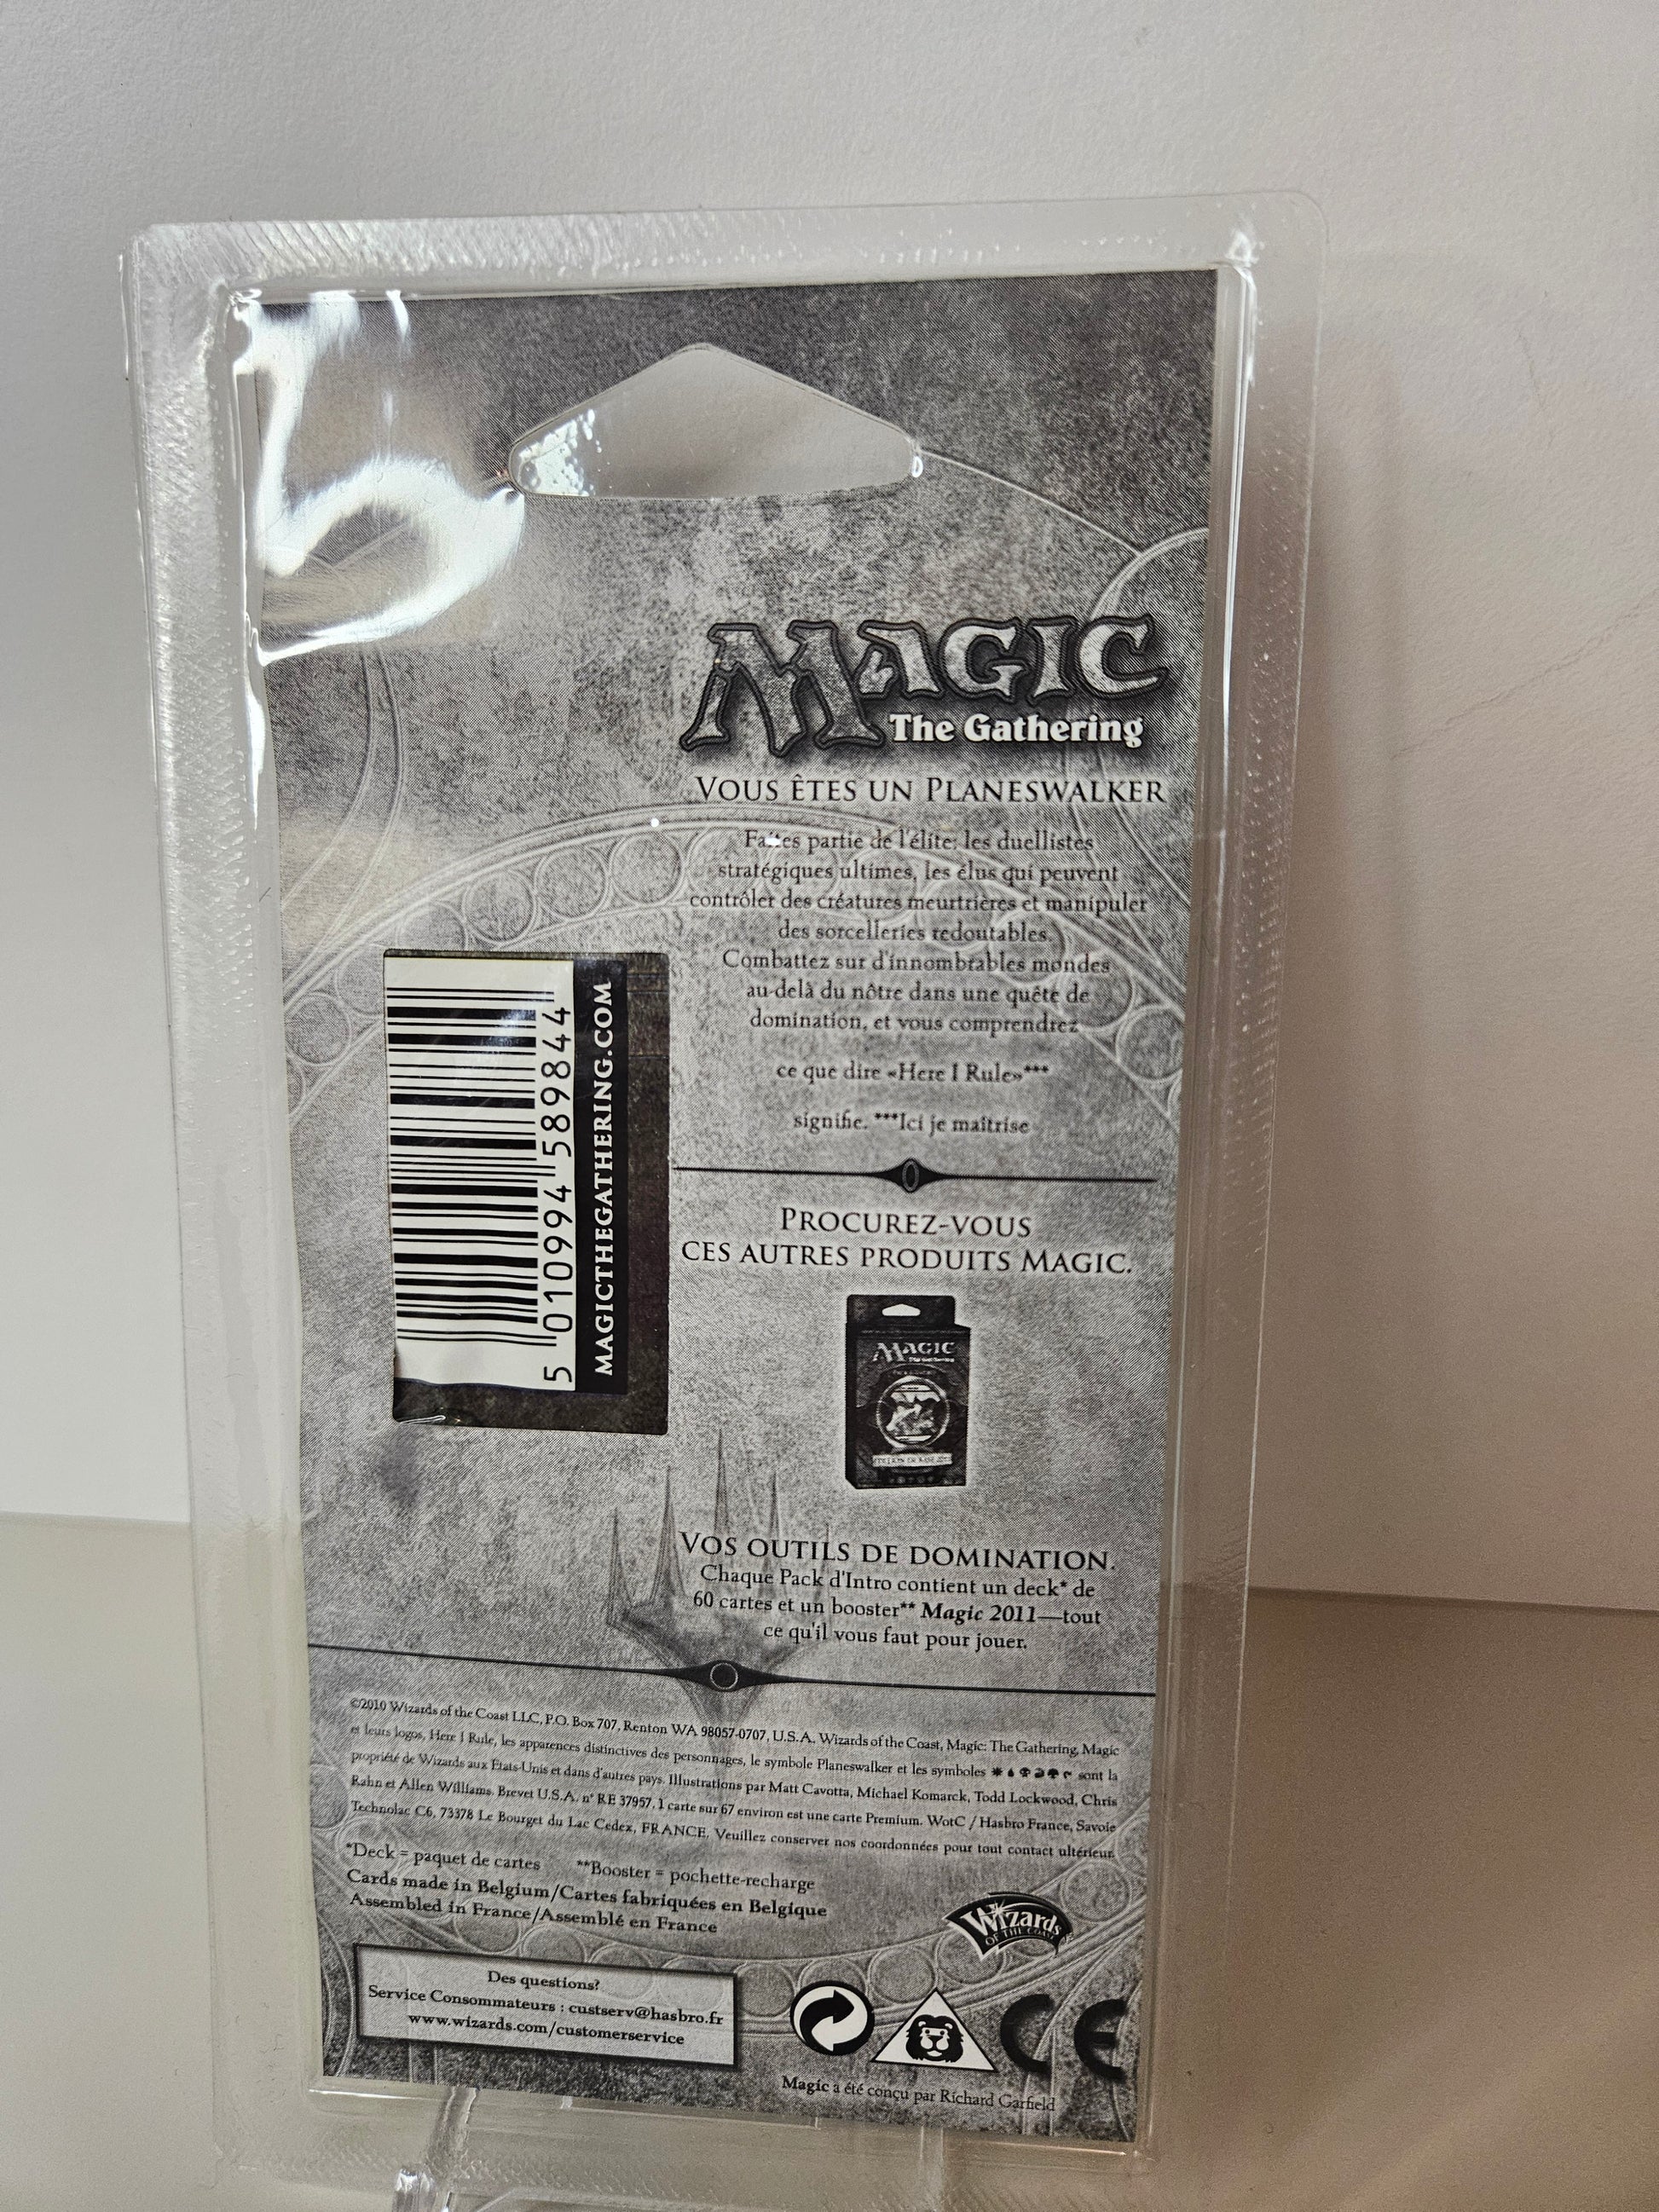 MAGIC
The Gathering
VOUS ÊTES UN PLANESWALKER
Faites partie de l'élite: les duellistes
stratégiques ultimes, les élus qui peuvent
contrôler des créatures meurtrières et manipuler
des sorcelleries redoutables.
Combattez sur d'innombrables mondes
au-delà du nôtre dans une quête de
domination, et vous comprendrez
ce que dire «Here I Rule»***
signifie. ***Ici je maîtrise
5 010994 589844
MAGICTHEGATHERING.COM
PROCUREZ-VOUS
CES AUTRES PRODUITS MAGIC.
MAGIC
The Gathering
VOS OUTILS DE DOMINATION.
Chaque Pack d'Intro contient un deck* de
60 cartes et un booster** Magic 2011—tout
ce qu'il vous faut pour jouer.
©2010 Wizards of the Coast LLC, P.O. Box 707, Renton WA 98057-0707, U.S.A. Wizards of the Coast, Magic: The Gathering, Magic
et leurs logos, Here I Rule, les apparences distinctives des personnages, le symbole Planeswalker et les symboles sont la
propriété de Wizards aux États-Unis et dans d'autres pays. Illustrations par Matt Cavotta, Michael Komarck, Todd Lockwood, Chris
Rahn et Allen Williams. Brevet U.S.A. n° RE 37957. 1 carte sur 67 environ est une carte Premium. WotC / Hasbro France, Savoie
Technolac C6, 73378 Le Bourget du Lac Cedex, FRANCE. Veuillez conserver nos coordonnées pour tout contact ultérieur.
*Deck = paquet de cartes **Booster = pochette-recharge
Cards made in Belgium/Cartes fabriquées en Belgique
Assembled in France/Assemblé en France
Wizards
OF THE COAST
Des questions?
Service Consommateurs : custserv@hasbro.fr
www.wizards.com/customerservice
CE
Magic a été conçu par Richard Garfield